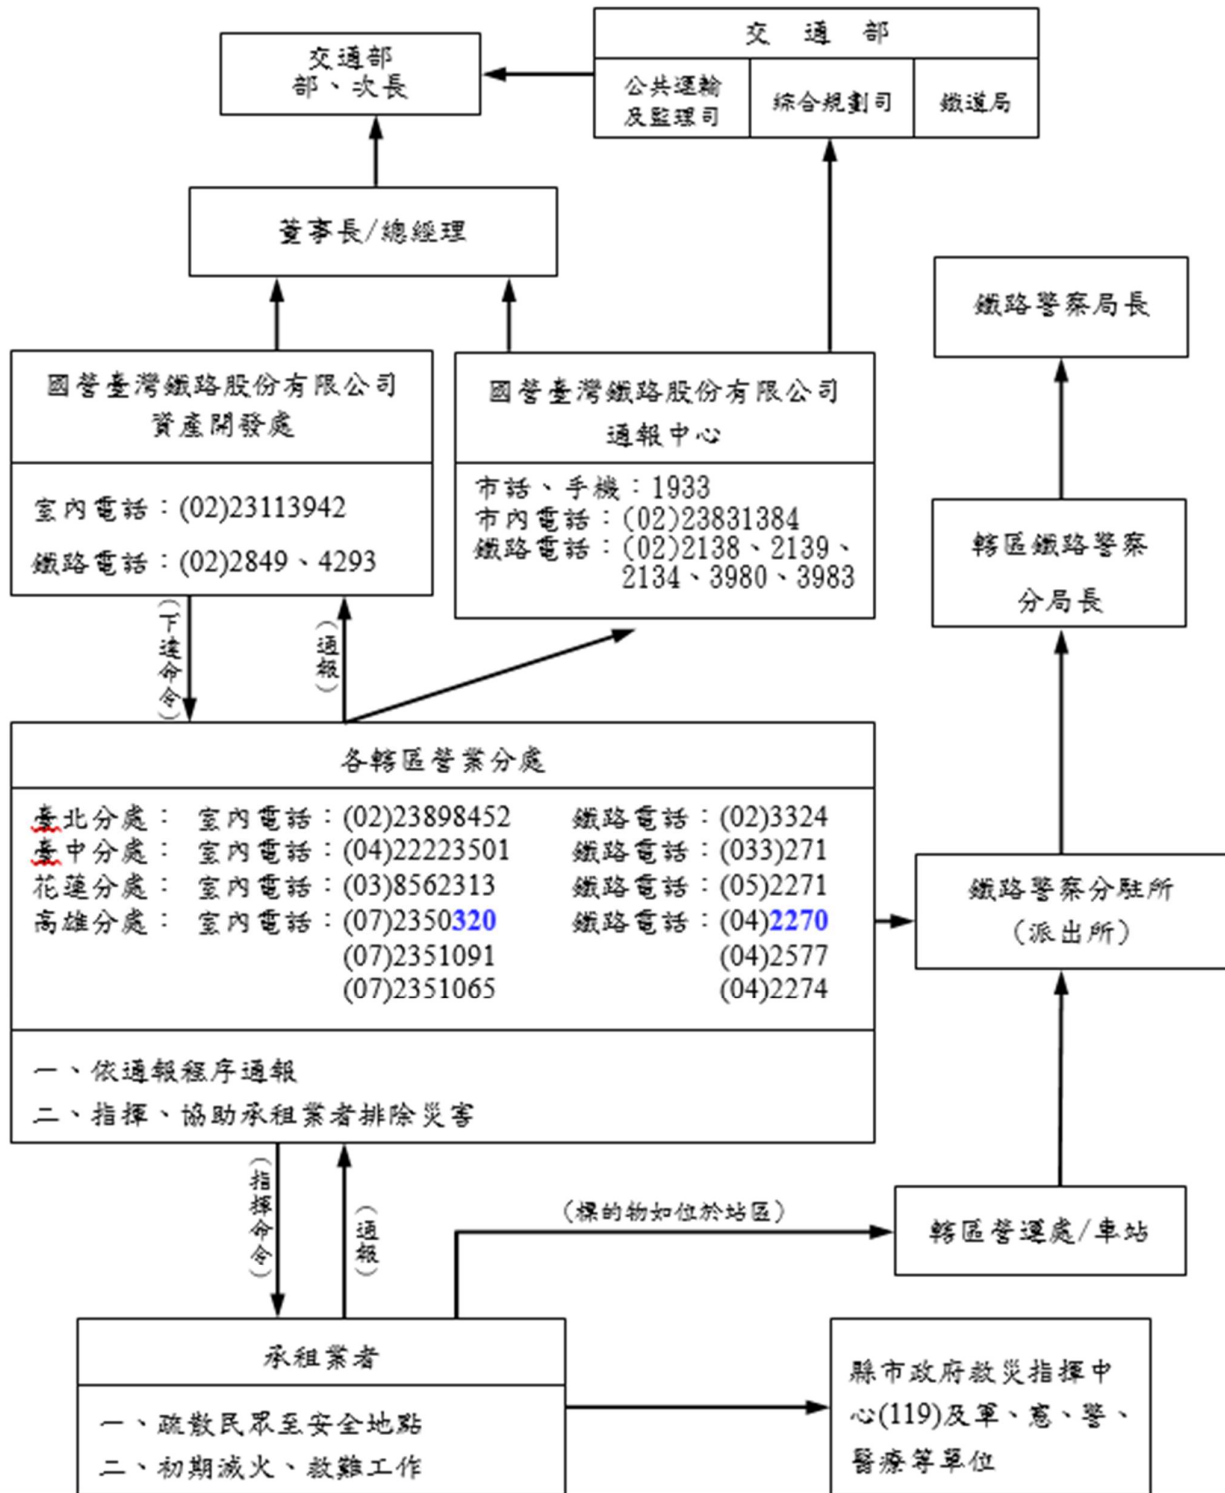 交通部
部、次長
交 通 部
公共運輸
及監理司
綜合規劃司
鐵道局
董事長/總經理
鐵路警察局長
國營臺灣鐵路股份有限公司
資產開發處
室內電話：(02)23113942
鐵路電話：(02)2849、4293
國營臺灣鐵路股份有限公司
通報中心
市話、手機：1933
市內電話：(02)23831384
鐵路電話：(02)2138、2139、
2134、3980、3983
轄區鐵路警察
分局長
(下達命令)
(通報)
各轄區營業分處
臺北分處： 室內電話：(02)23898452 鐵路電話：(02)3324
臺中分處： 室內電話：(04)22223501 鐵路電話：(033)271
花蓮分處： 室內電話：(03)8562313 鐵路電話：(05)2271
高雄分處： 室內電話：(07)2350320 鐵路電話：(04)2270
(07)2351091 (04)2577
(07)2351065 (04)2274
一、依通報程序通報
二、指揮、協助承租業者排除災害
鐵路警察分駐所
(派出所)
(指揮命令)
(通報)
(標的物如位於站區)
轄區營運處/車站
承租業者
一、疏散民眾至安全地點
二、初期滅火、救難工作
縣市政府救災指揮中
心(119)及軍、憲、警、
醫療等單位